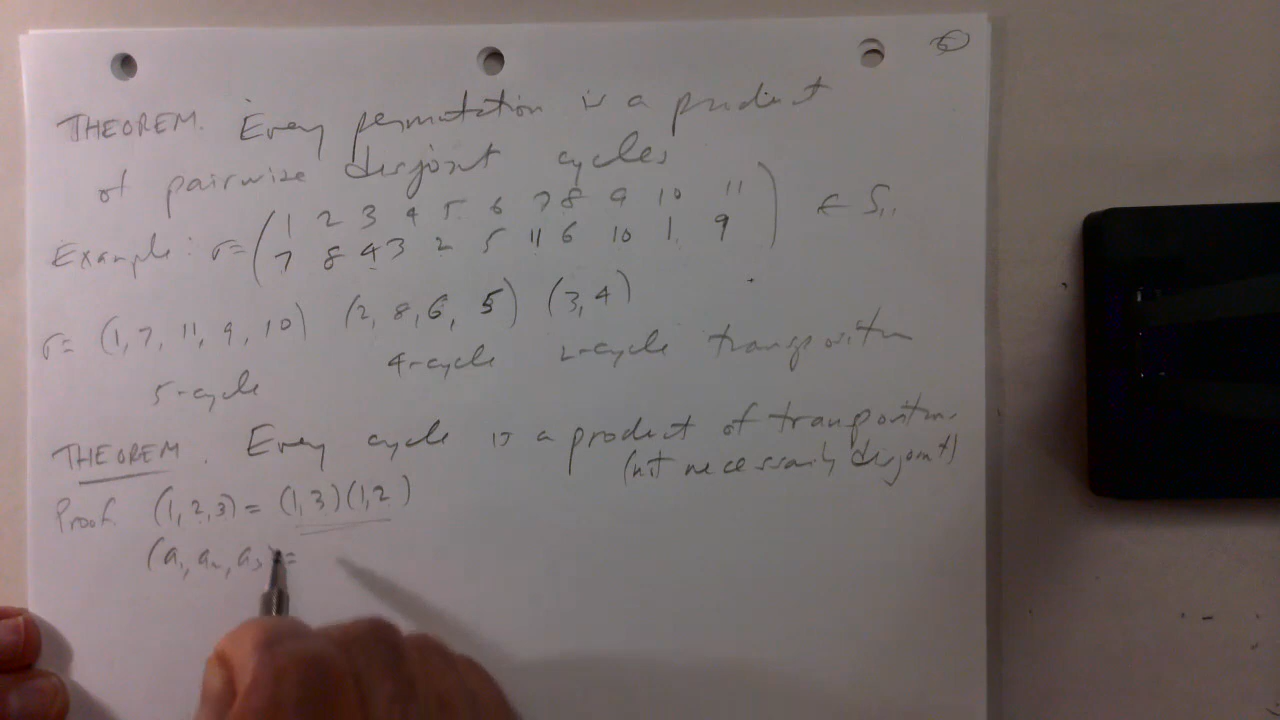 6
THEOREM. Every permutation is a product
of pairwise disjoint cycles
Example: σ = ( 1 2 3 4 5 6 7 8 9 10 11 ) ∈ S₁₁
7 8 4 3 2 5 11 6 10 1 9
σ = (1, 7, 11, 9, 10) (2, 8, 6, 5) (3, 4)
5-cycle 4-cycle 2-cycle transposition
THEOREM. Every cycle is a product of transpositions
(not necessarily disjoint)
Proof. (1, 2, 3) = (1, 3)(1, 2)
(a₁, a₂, a₃) =